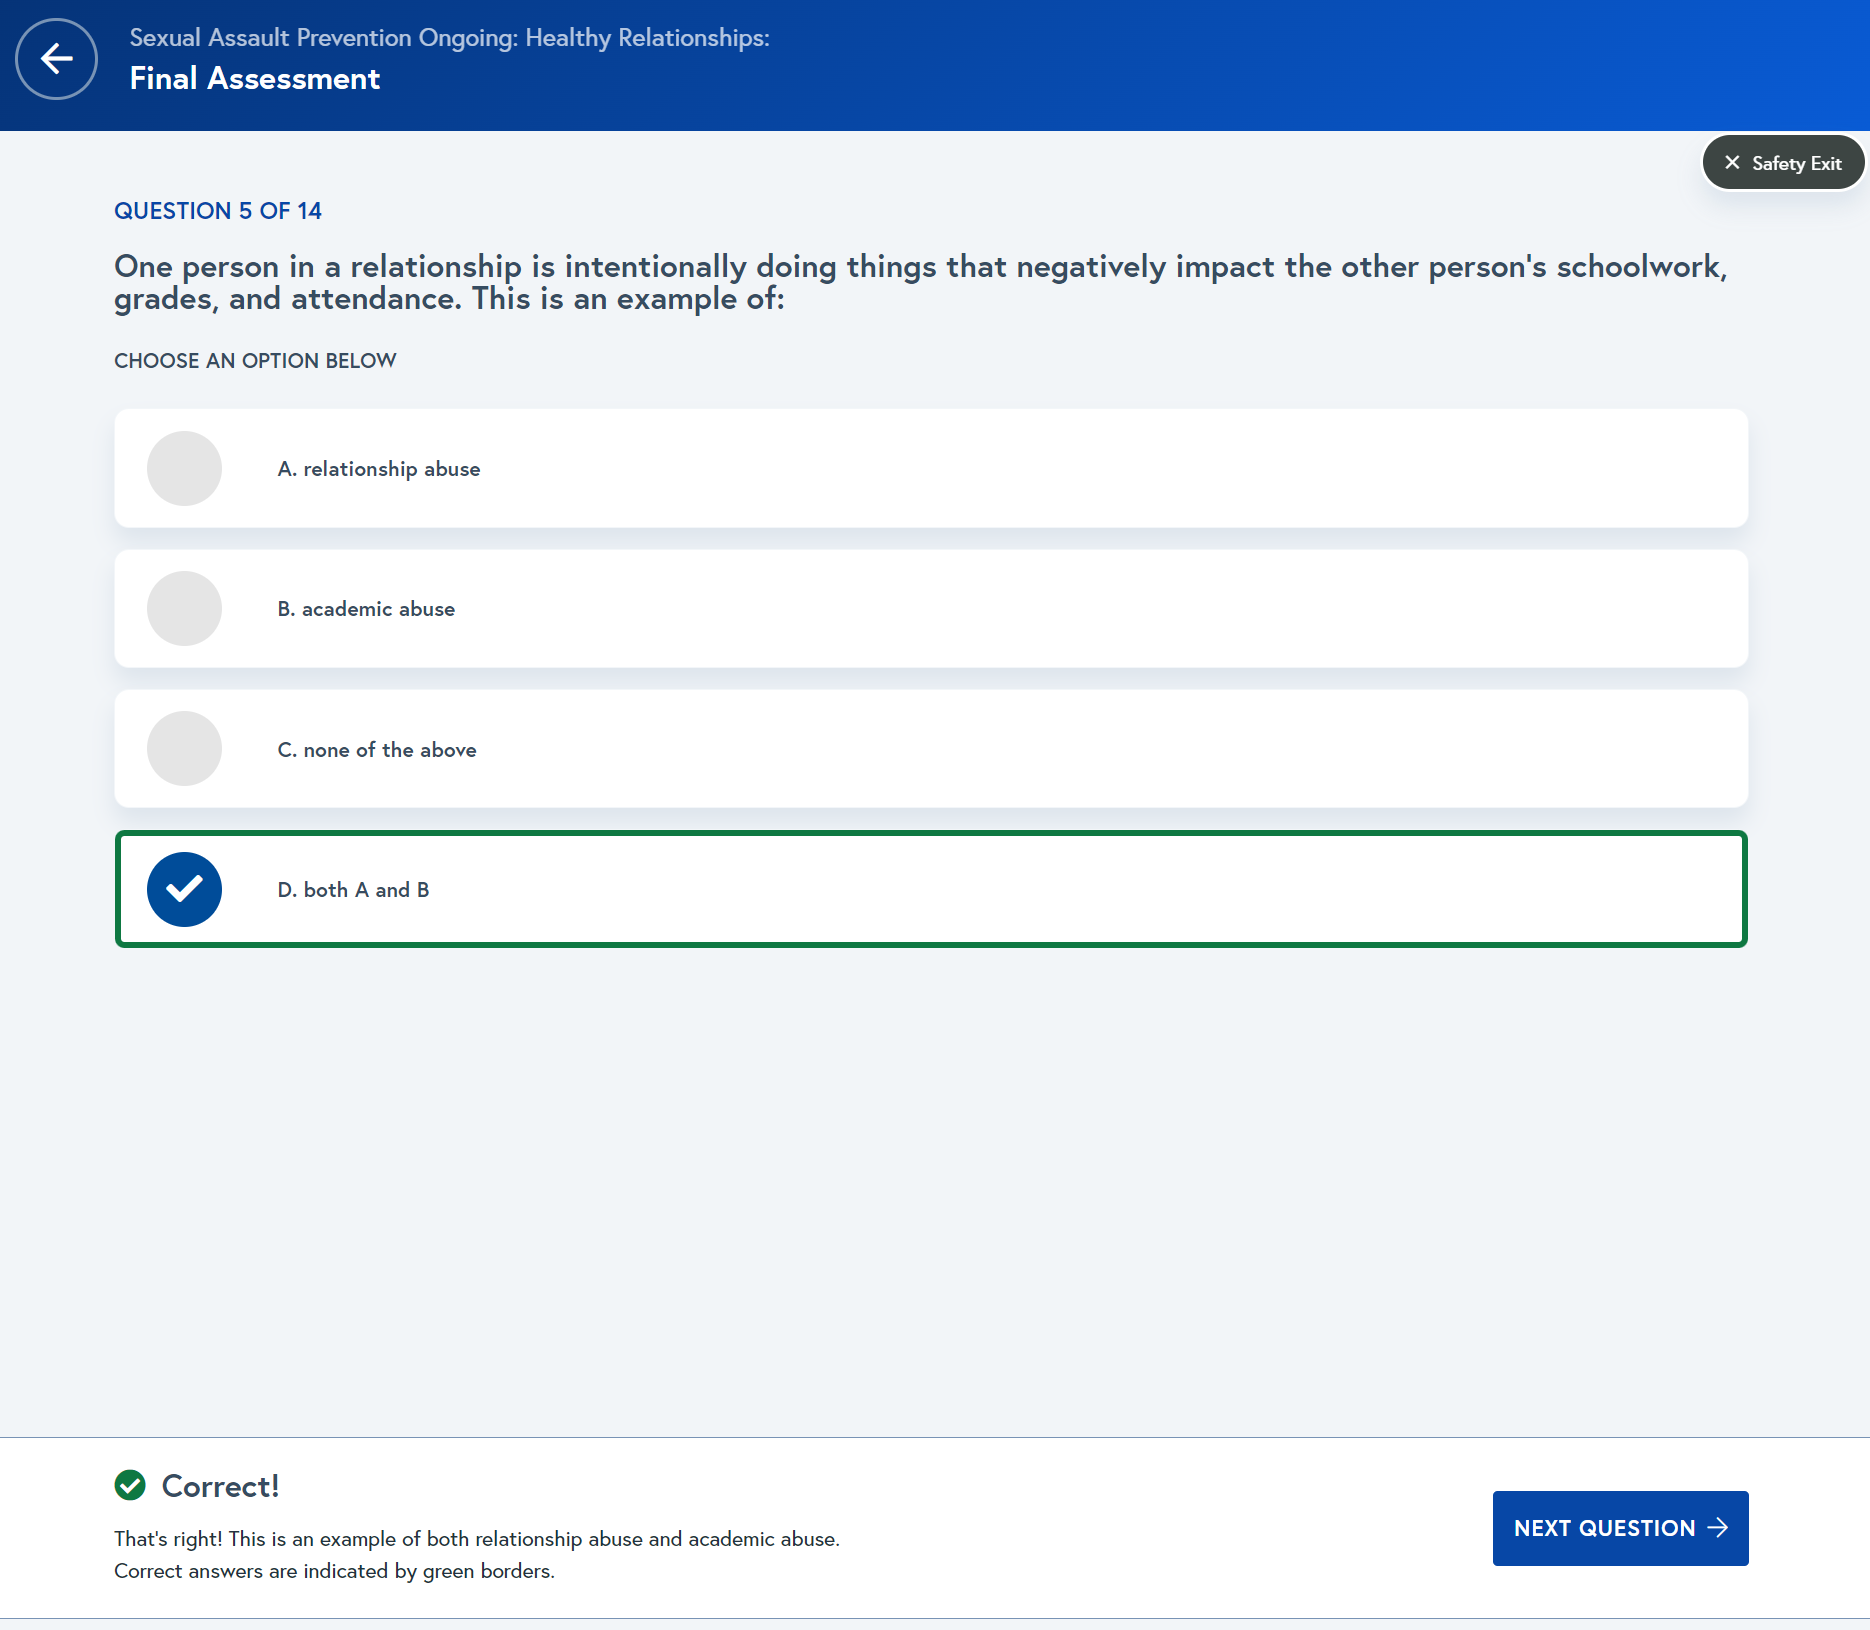 Sexual Assault Prevention Ongoing: Healthy Relationships:
Final Assessment
Safety Exit
QUESTION 5 OF 14
One person in a relationship is intentionally doing things that negatively impact the other person's schoolwork,
grades, and attendance. This is an example of:
CHOOSE AN OPTION BELOW
A. relationship abuse
B. academic abuse
C. none of the above
D. both A and B
Correct!
That's right! This is an example of both relationship abuse and academic abuse.
Correct answers are indicated by green borders.
NEXT QUESTION